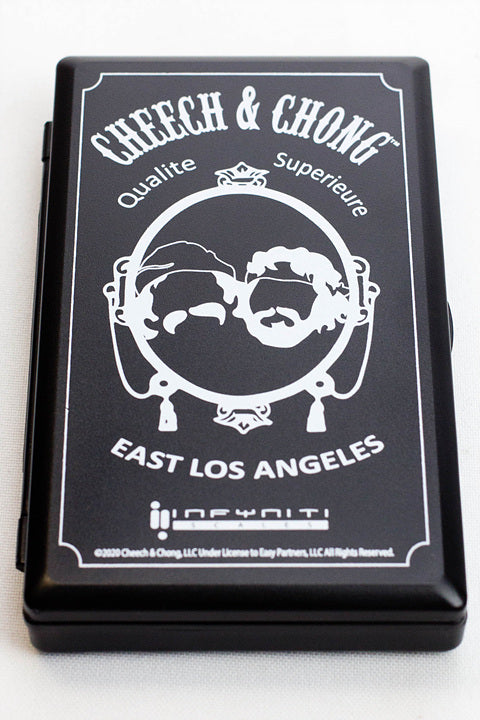 CHEECH & CHONG™
Qualite Superieure
EAST LOS ANGELES
INFYNITI
SCALES
©2020 Cheech & Chong, LLC Under License to Easy Partners, LLC All Rights Reserved.